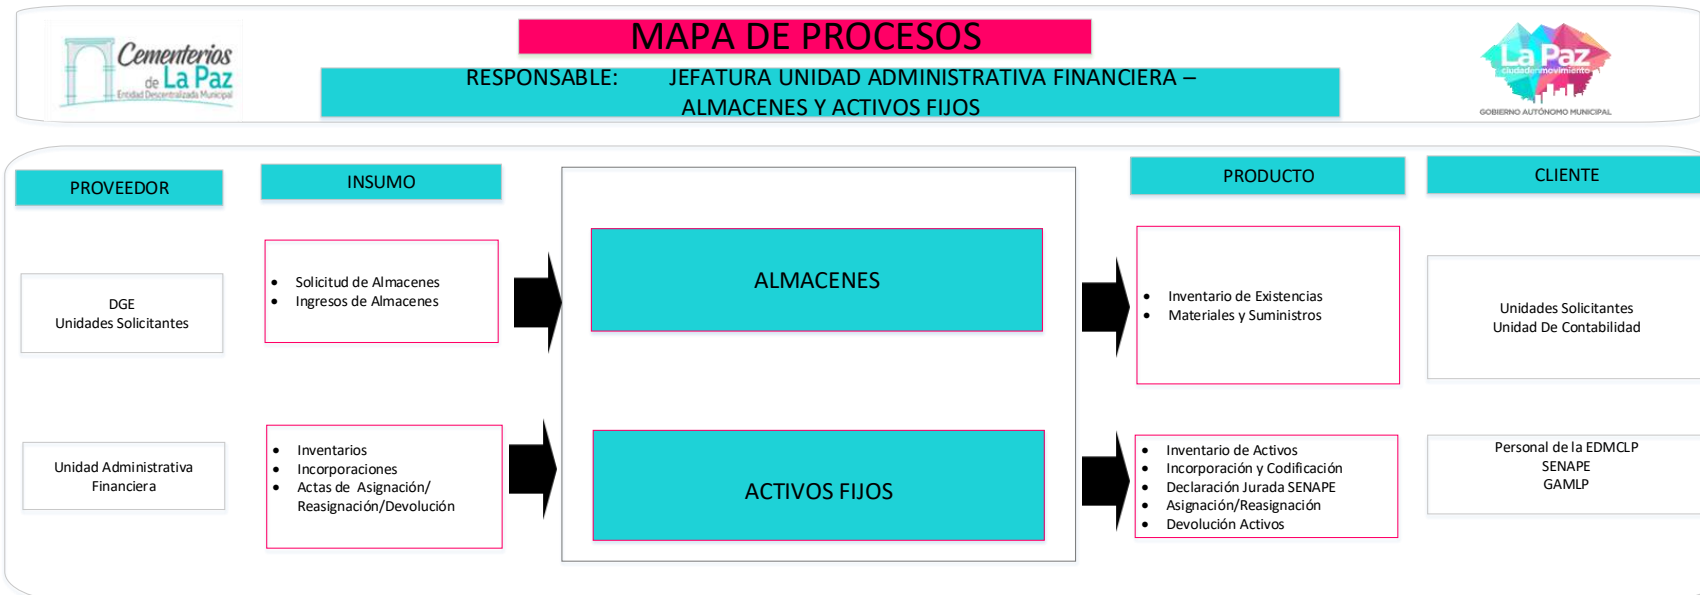 Cementerios
de La Paz
Entidad Descentralizada Municipal
MAPA DE PROCESOS
RESPONSABLE: JEFATURA UNIDAD ADMINISTRATIVA FINANCIERA –
ALMACENES Y ACTIVOS FIJOS
La Paz
ciudadenmovimiento
GOBIERNO AUTÓNOMO MUNICIPAL
PROVEEDOR
INSUMO
PRODUCTO
CLIENTE
DGE
Unidades Solicitantes
• Solicitud de Almacenes
• Ingresos de Almacenes
ALMACENES
• Inventario de Existencias
• Materiales y Suministros
Unidades Solicitantes
Unidad De Contabilidad
Unidad Administrativa
Financiera
• Inventarios
• Incorporaciones
• Actas de Asignación/
Reasignación/Devolución
ACTIVOS FIJOS
• Inventario de Activos
• Incorporación y Codificación
• Declaración Jurada SENAPE
• Asignación/Reasignación
• Devolución Activos
Personal de la EDMCLP
SENAPE
GAMLP